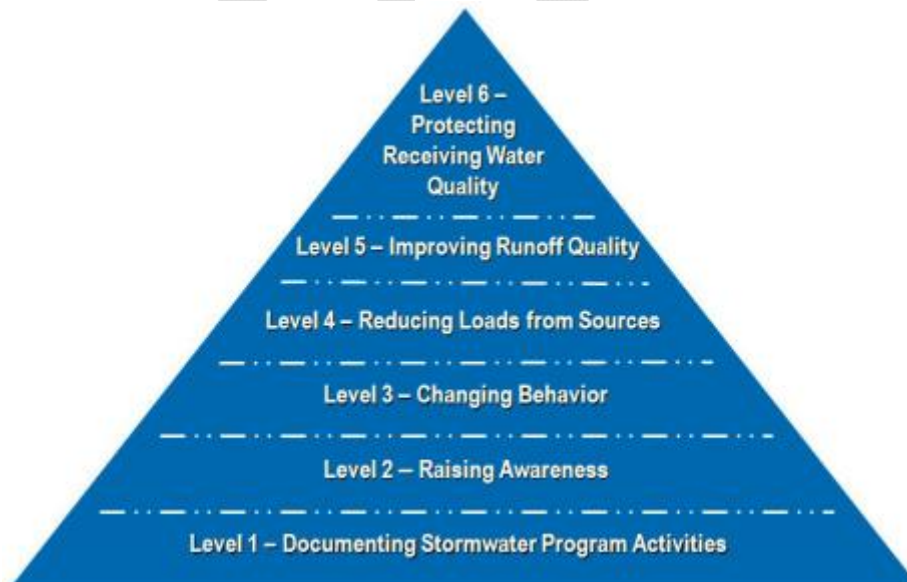 Level 6 –
Protecting
Receiving Water
Quality
Level 5 – Improving Runoff Quality
Level 4 – Reducing Loads from Sources
Level 3 – Changing Behavior
Level 2 – Raising Awareness
Level 1 – Documenting Stormwater Program Activities